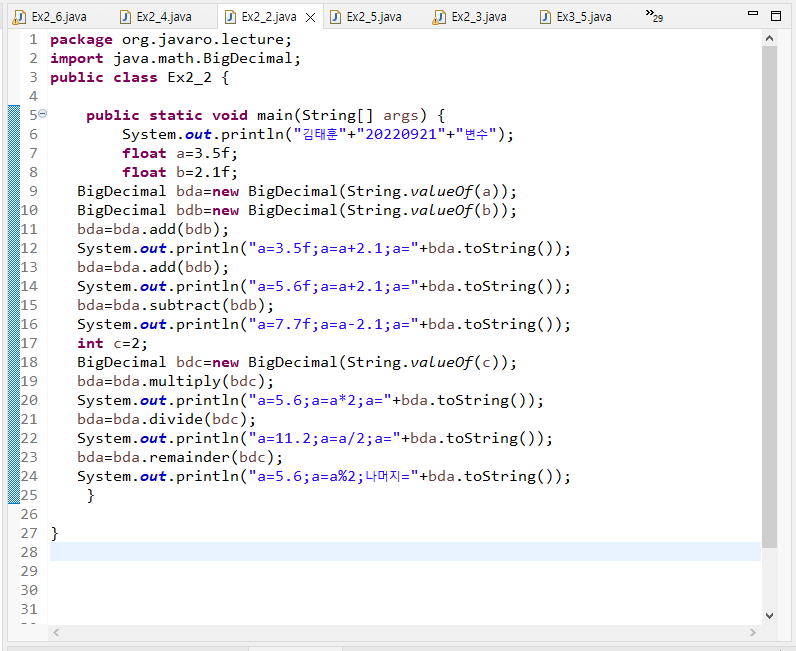 Ex2_6.java Ex2_4.java Ex2_2.java Ex2_5.java Ex2_3.java Ex3_5.java »29
1 package org.javaro.lecture;
2 import java.math.BigDecimal;
3 public class Ex2_2 {
4
5 public static void main(String[] args) {
6 System.out.println("김태훈"+"20220921"+"변수");
7 float a=3.5f;
8 float b=2.1f;
9 BigDecimal bda=new BigDecimal(String.valueOf(a));
10 BigDecimal bdb=new BigDecimal(String.valueOf(b));
11 bda=bda.add(bdb);
12 System.out.println("a=3.5f;a=a+2.1;a="+bda.toString());
13 bda=bda.add(bdb);
14 System.out.println("a=5.6f;a=a+2.1;a="+bda.toString());
15 bda=bda.subtract(bdb);
16 System.out.println("a=7.7f;a=a-2.1;a="+bda.toString());
17 int c=2;
18 BigDecimal bdc=new BigDecimal(String.valueOf(c));
19 bda=bda.multiply(bdc);
20 System.out.println("a=5.6;a=a*2;a="+bda.toString());
21 bda=bda.divide(bdc);
22 System.out.println("a=11.2;a=a/2;a="+bda.toString());
23 bda=bda.remainder(bdc);
24 System.out.println("a=5.6;a=a%2;나머지="+bda.toString());
25 }
26
27 }
28
29
30
31